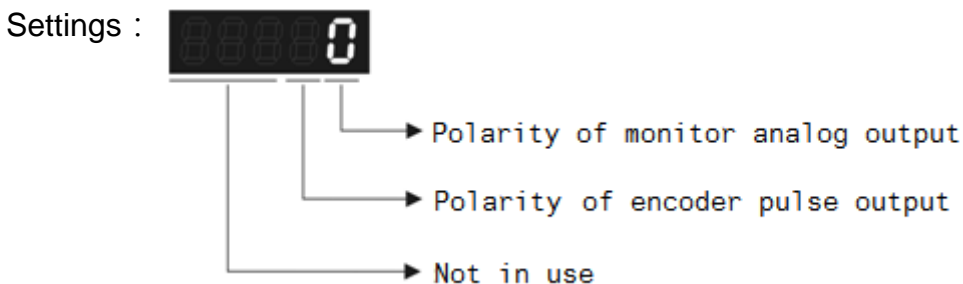 Settings：
0
Polarity of monitor analog output
Polarity of encoder pulse output
Not in use